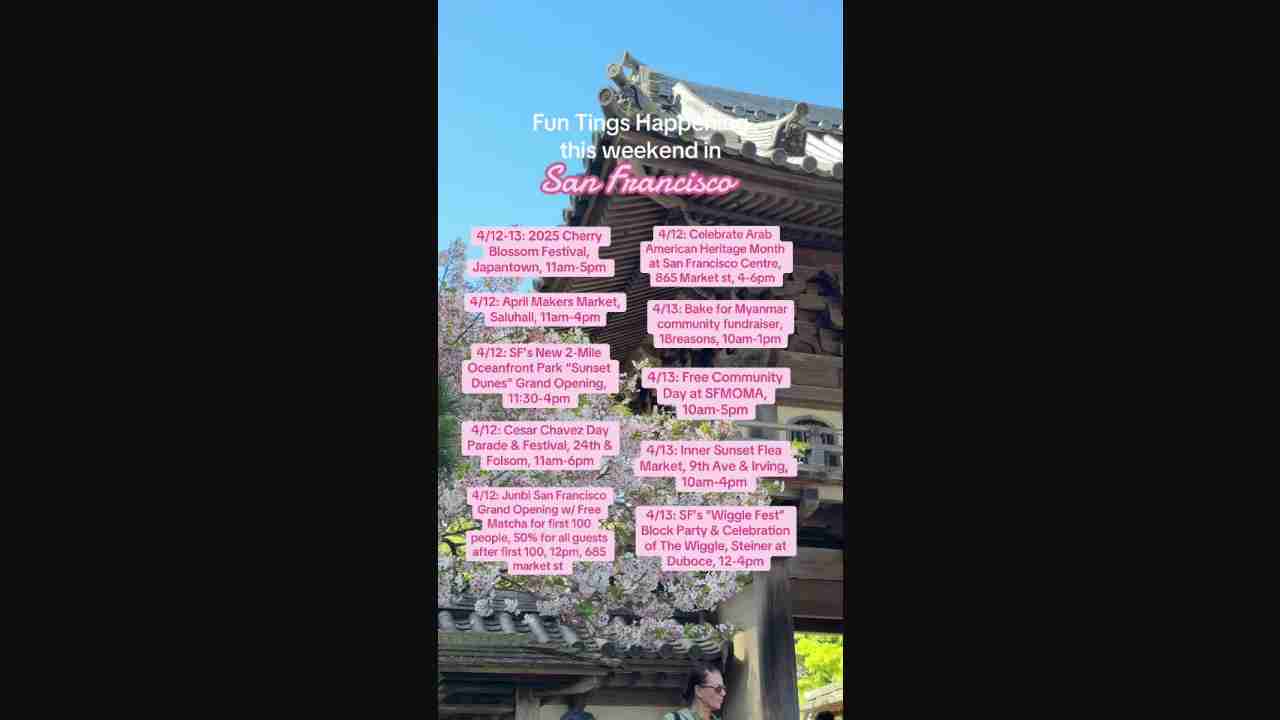 Fun Tings Happening
this weekend in
San Francisco
4/12-13: 2025 Cherry
Blossom Festival,
Japantown, 11am-5pm
4/12: April Makers Market,
Saluhall, 11am-4pm
4/12: SF's New 2-Mile
Oceanfront Park "Sunset
Dunes" Grand Opening,
11:30-4pm
4/12: Cesar Chavez Day
Parade & Festival, 24th &
Folsom, 11am-6pm
4/12: Junbi San Francisco
Grand Opening w/ Free
Matcha for first 100
people, 50% for all guests
after first 100, 12pm, 685
market st
4/12: Celebrate Arab
American Heritage Month
at San Francisco Centre,
865 Market st, 4-6pm
4/13: Bake for Myanmar
community fundraiser,
18reasons, 10am-1pm
4/13: Free Community
Day at SFMOMA,
10am-5pm
4/13: Inner Sunset Flea
Market, 9th Ave & Irving,
10am-4pm
4/13: SF's "Wiggle Fest"
Block Party & Celebration
of The Wiggle, Steiner at
Duboce, 12-4pm